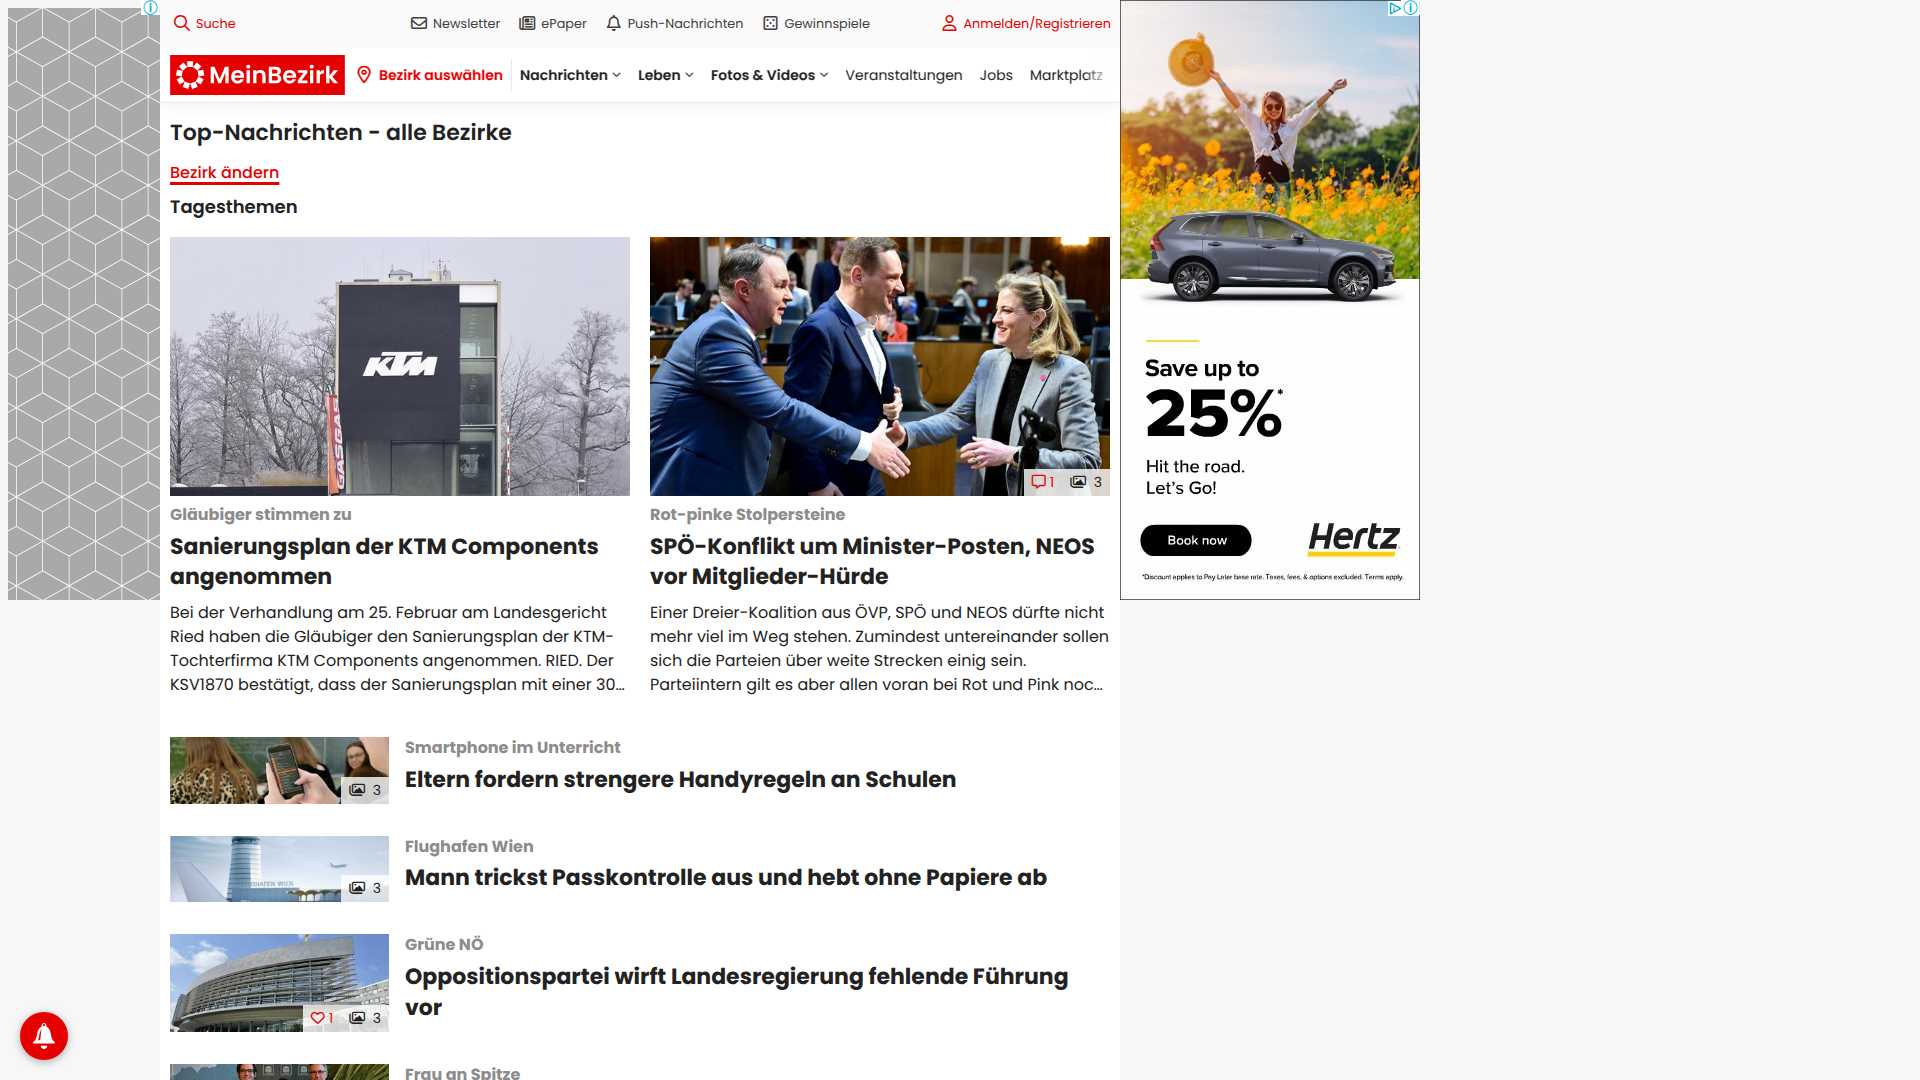 Suche
Newsletter
ePaper
Push-Nachrichten
Gewinnspiele
Anmelden/Registrieren
MeinBezirk
Bezirk auswählen
Nachrichten
Leben
Fotos & Videos
Veranstaltungen
Jobs
Marktplatz
Top-Nachrichten - alle Bezirke
Bezirk ändern
Tagesthemen
KTM
GASGAS
Gläubiger stimmen zu
Sanierungsplan der KTM Components
angenommen
Bei der Verhandlung am 25. Februar am Landesgericht
Ried haben die Gläubiger den Sanierungsplan der KTM-
Tochterfirma KTM Components angenommen. RIED. Der
KSV1870 bestätigt, dass der Sanierungsplan mit einer 30...
1
3
Rot-pinke Stolpersteine
SPÖ-Konflikt um Minister-Posten, NEOS
vor Mitglieder-Hürde
Einer Dreier-Koalition aus ÖVP, SPÖ und NEOS dürfte nicht
mehr viel im Weg stehen. Zumindest untereinander sollen
sich die Parteien über weite Strecken einig sein.
Parteiintern gilt es aber allen voran bei Rot und Pink noc...
3
Smartphone im Unterricht
Eltern fordern strengere Handyregeln an Schulen
3
Flughafen Wien
Mann trickst Passkontrolle aus und hebt ohne Papiere ab
1
3
Grüne NÖ
Oppositionspartei wirft Landesregierung fehlende Führung
vor
Frau an Spitze
Save up to
25%*
Hit the road.
Let's Go!
Book now
Hertz
*Discount applies to Pay Later base rate. Taxes, fees, & options excluded. Terms apply.